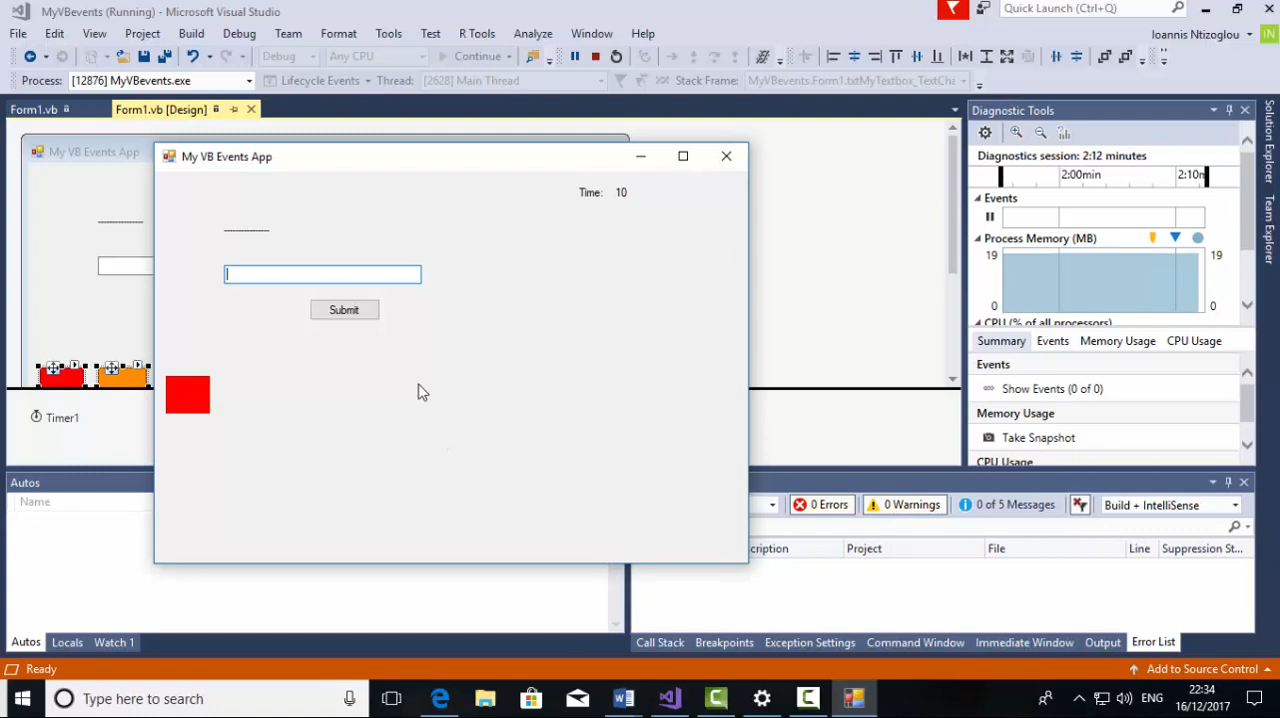 MyVBevents (Running) - Microsoft Visual Studio
Quick Launch (Ctrl+Q)
File Edit View Project Build Debug Team Format Tools Test R Tools Analyze Window Help
Ioannis Ntizoglou IN
Debug Any CPU Continue
Process: [12876] MyVBevents.exe Lifecycle Events Thread: [2628] Main Thread Stack Frame: MyVBevents.Form1.txtMyTextbox_TextCha
Form1.vb Form1.vb [Design]
Diagnostic Tools
My VB Events App
My VB Events App
Time: 10
Diagnostics session: 2:12 minutes
2:00min 2:10m
Events
Process Memory (MB)
19 19
0 0
CPU (% of all processors)
----------------
----------------
Submit
Summary Events Memory Usage CPU Usage
Events
Show Events (0 of 0)
Memory Usage
Take Snapshot
CPU Usage
Timer1
Autos
Name
0 Errors 0 Warnings 0 of 5 Messages Build + IntelliSense
cription Project File Line Suppression St...
Autos Locals Watch 1
Call Stack Breakpoints Exception Settings Command Window Immediate Window Output Error List
Ready
Add to Source Control
Type here to search
ENG
22:34
16/12/2017